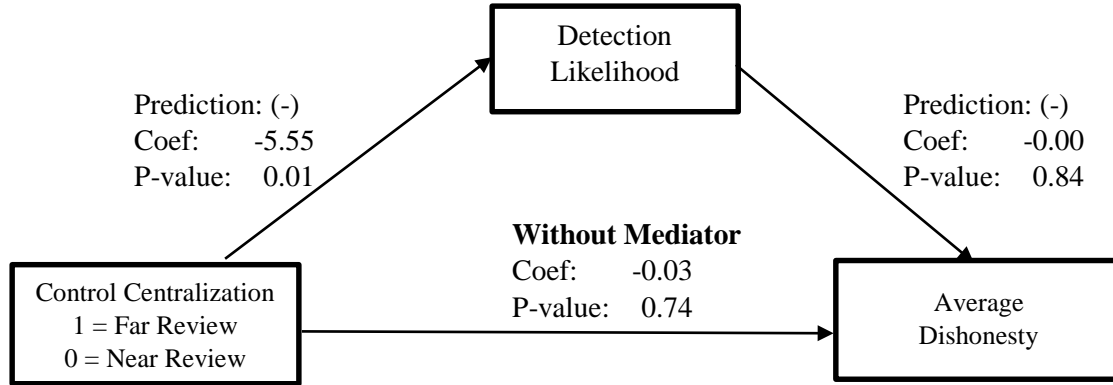 Detection
Likelihood
Prediction: (-)
Coef: -5.55
P-value: 0.01
Prediction: (-)
Coef: -0.00
P-value: 0.84
Without Mediator
Coef: -0.03
P-value: 0.74
Control Centralization
1 = Far Review
0 = Near Review
Average
Dishonesty